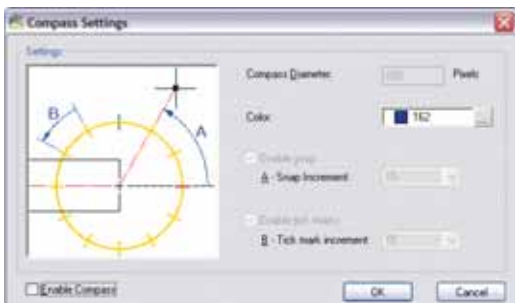 Compass Settings
Settings
B
A
Compass Diameter:
Pixels
Color:
162
Enable snap
A - Snap Increment
Enable tick marks
B - Tick mark increment
Enable Compass
OK
Cancel